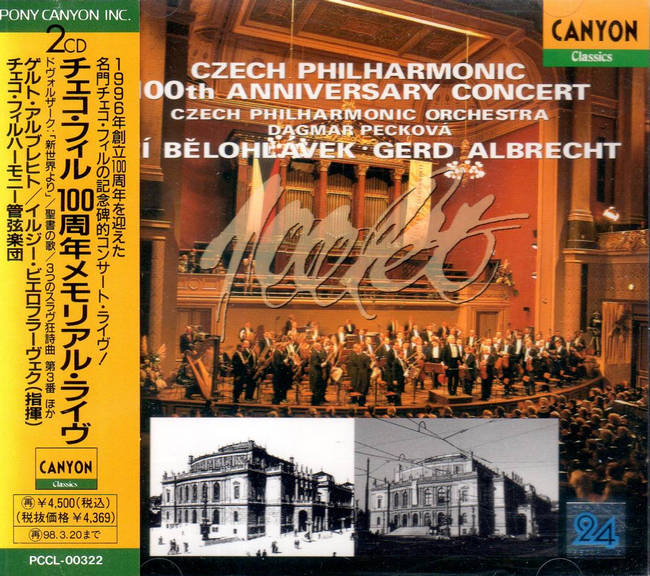 PONY CANYON INC.
2CD
1996年創立100周年を迎えた
名門チェコ・フィルの記念碑的コンサート・ライヴ!
チェコ・フィル 100周年メモリアル・ライヴ
ドヴォルザーク:「新世界より」/聖書の歌/3つのスラヴ狂詩曲 第3番 ほか
ゲルト・アルブレヒト/イルジー・ビエロフラーヴェク(指揮)
チェコ・フィルハーモニー管弦楽団
CANYON
Classics
再¥4,500(税込)
(税抜価格¥4,369)
再98.3.20まで
PCCL-00322
CANYON
Classics
CZECH PHILHARMONIC
100th ANNIVERSARY CONCERT
CZECH PHILHARMONIC ORCHESTRA
DAGMAR PECKOVÁ
Í BĚLOHLÁVEK・GERD ALBRECHT
100 let
24